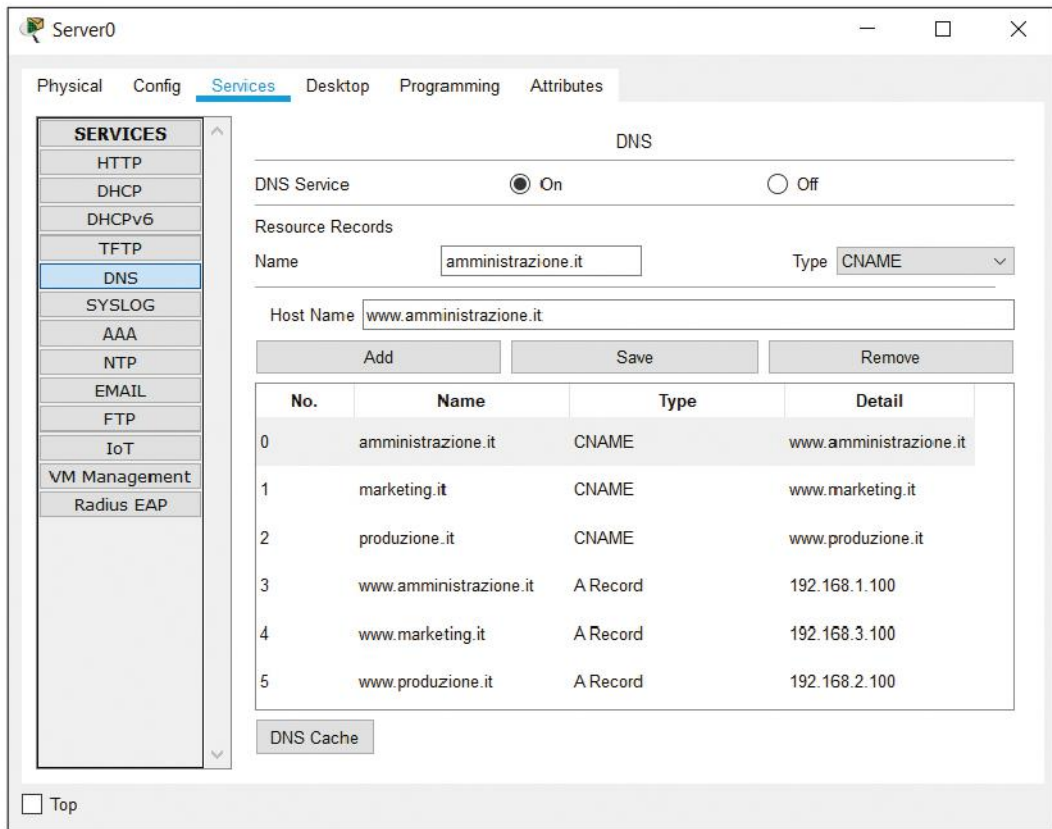 Server0
Physical Config Services Desktop Programming Attributes
SERVICES
HTTP
DHCP
DHCPv6
TFTP
DNS
SYSLOG
AAA
NTP
EMAIL
FTP
IoT
VM Management
Radius EAP
DNS
DNS Service On Off
Resource Records
Name amministrazione.it Type CNAME
Host Name www.amministrazione.it
Add Save Remove
No. Name Type Detail
0 amministrazione.it CNAME www.amministrazione.it
1 marketing.it CNAME www.marketing.it
2 produzione.it CNAME www.produzione.it
3 www.amministrazione.it A Record 192.168.1.100
4 www.marketing.it A Record 192.168.3.100
5 www.produzione.it A Record 192.168.2.100
DNS Cache
Top